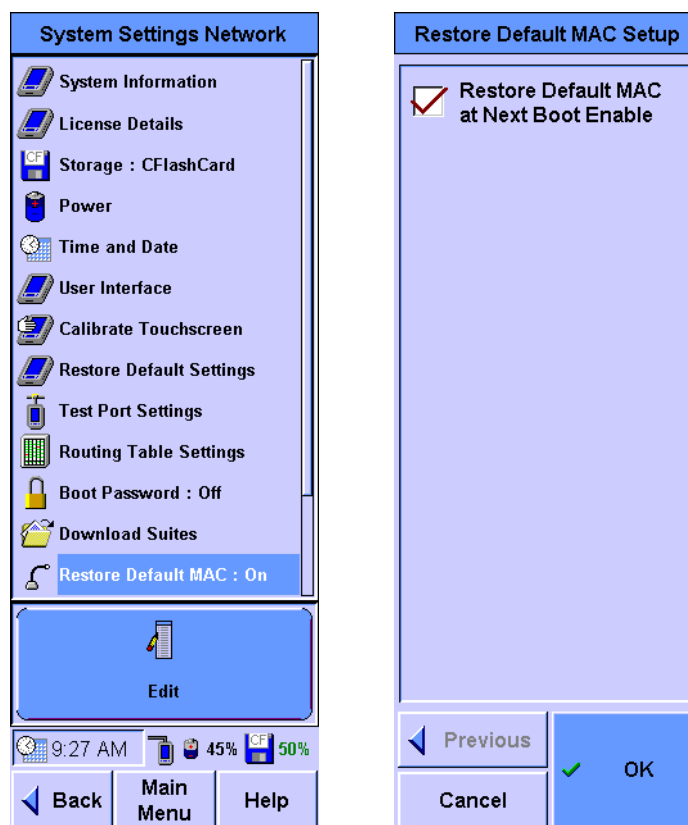 System Settings Network
System Information
License Details
CF
Storage : CFlashCard
Power
Time and Date
User Interface
Calibrate Touchscreen
Restore Default Settings
Test Port Settings
Routing Table Settings
Boot Password : Off
Download Suites
Restore Default MAC : On
Edit
9:27 AM 45% CF 50%
Back Main Menu Help
Restore Default MAC Setup
Restore Default MAC
at Next Boot Enable
Previous
Cancel
OK